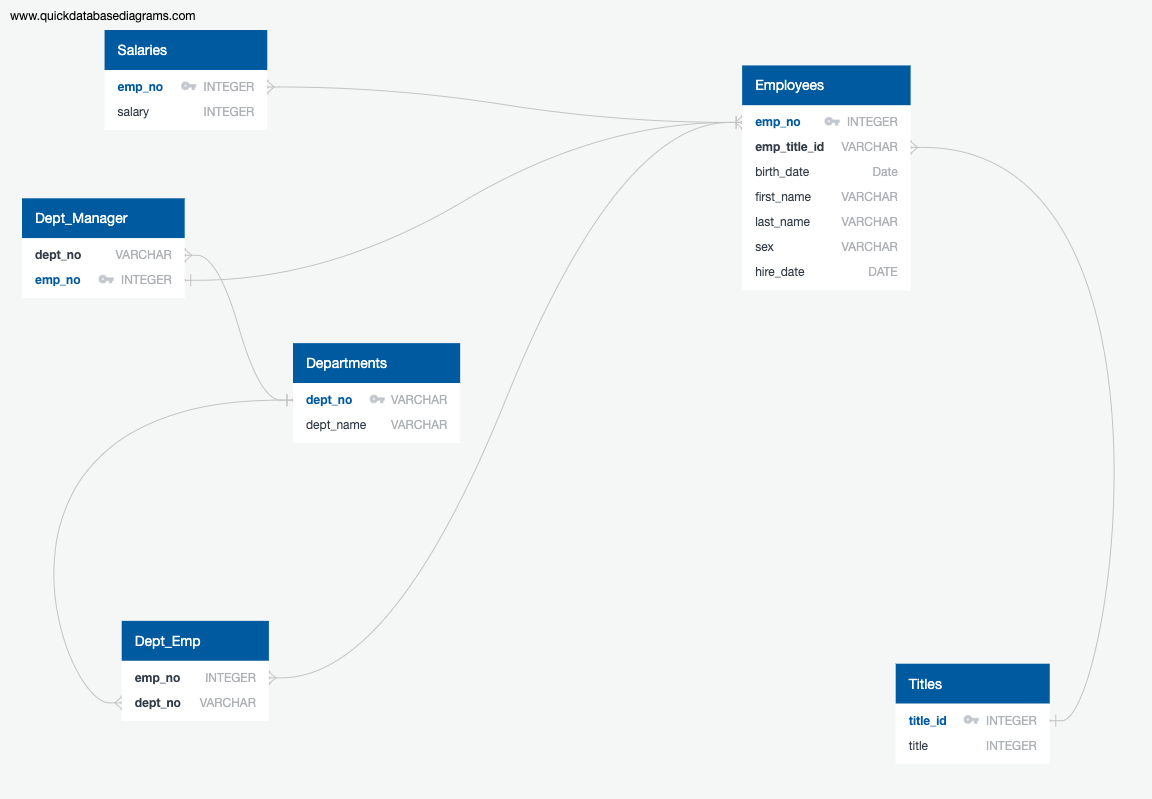 www.quickdatabasediagrams.com
Salaries
emp_no INTEGER
salary INTEGER
Employees
emp_no INTEGER
emp_title_id VARCHAR
birth_date Date
first_name VARCHAR
last_name VARCHAR
sex VARCHAR
hire_date DATE
Dept_Manager
dept_no VARCHAR
emp_no INTEGER
Departments
dept_no VARCHAR
dept_name VARCHAR
Dept_Emp
emp_no INTEGER
dept_no VARCHAR
Titles
title_id INTEGER
title INTEGER